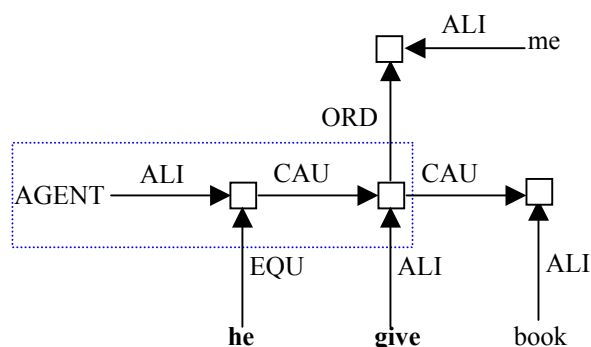 ALI
me
ORD
AGENT ALI CAU CAU
EQU ALI ALI
he give book